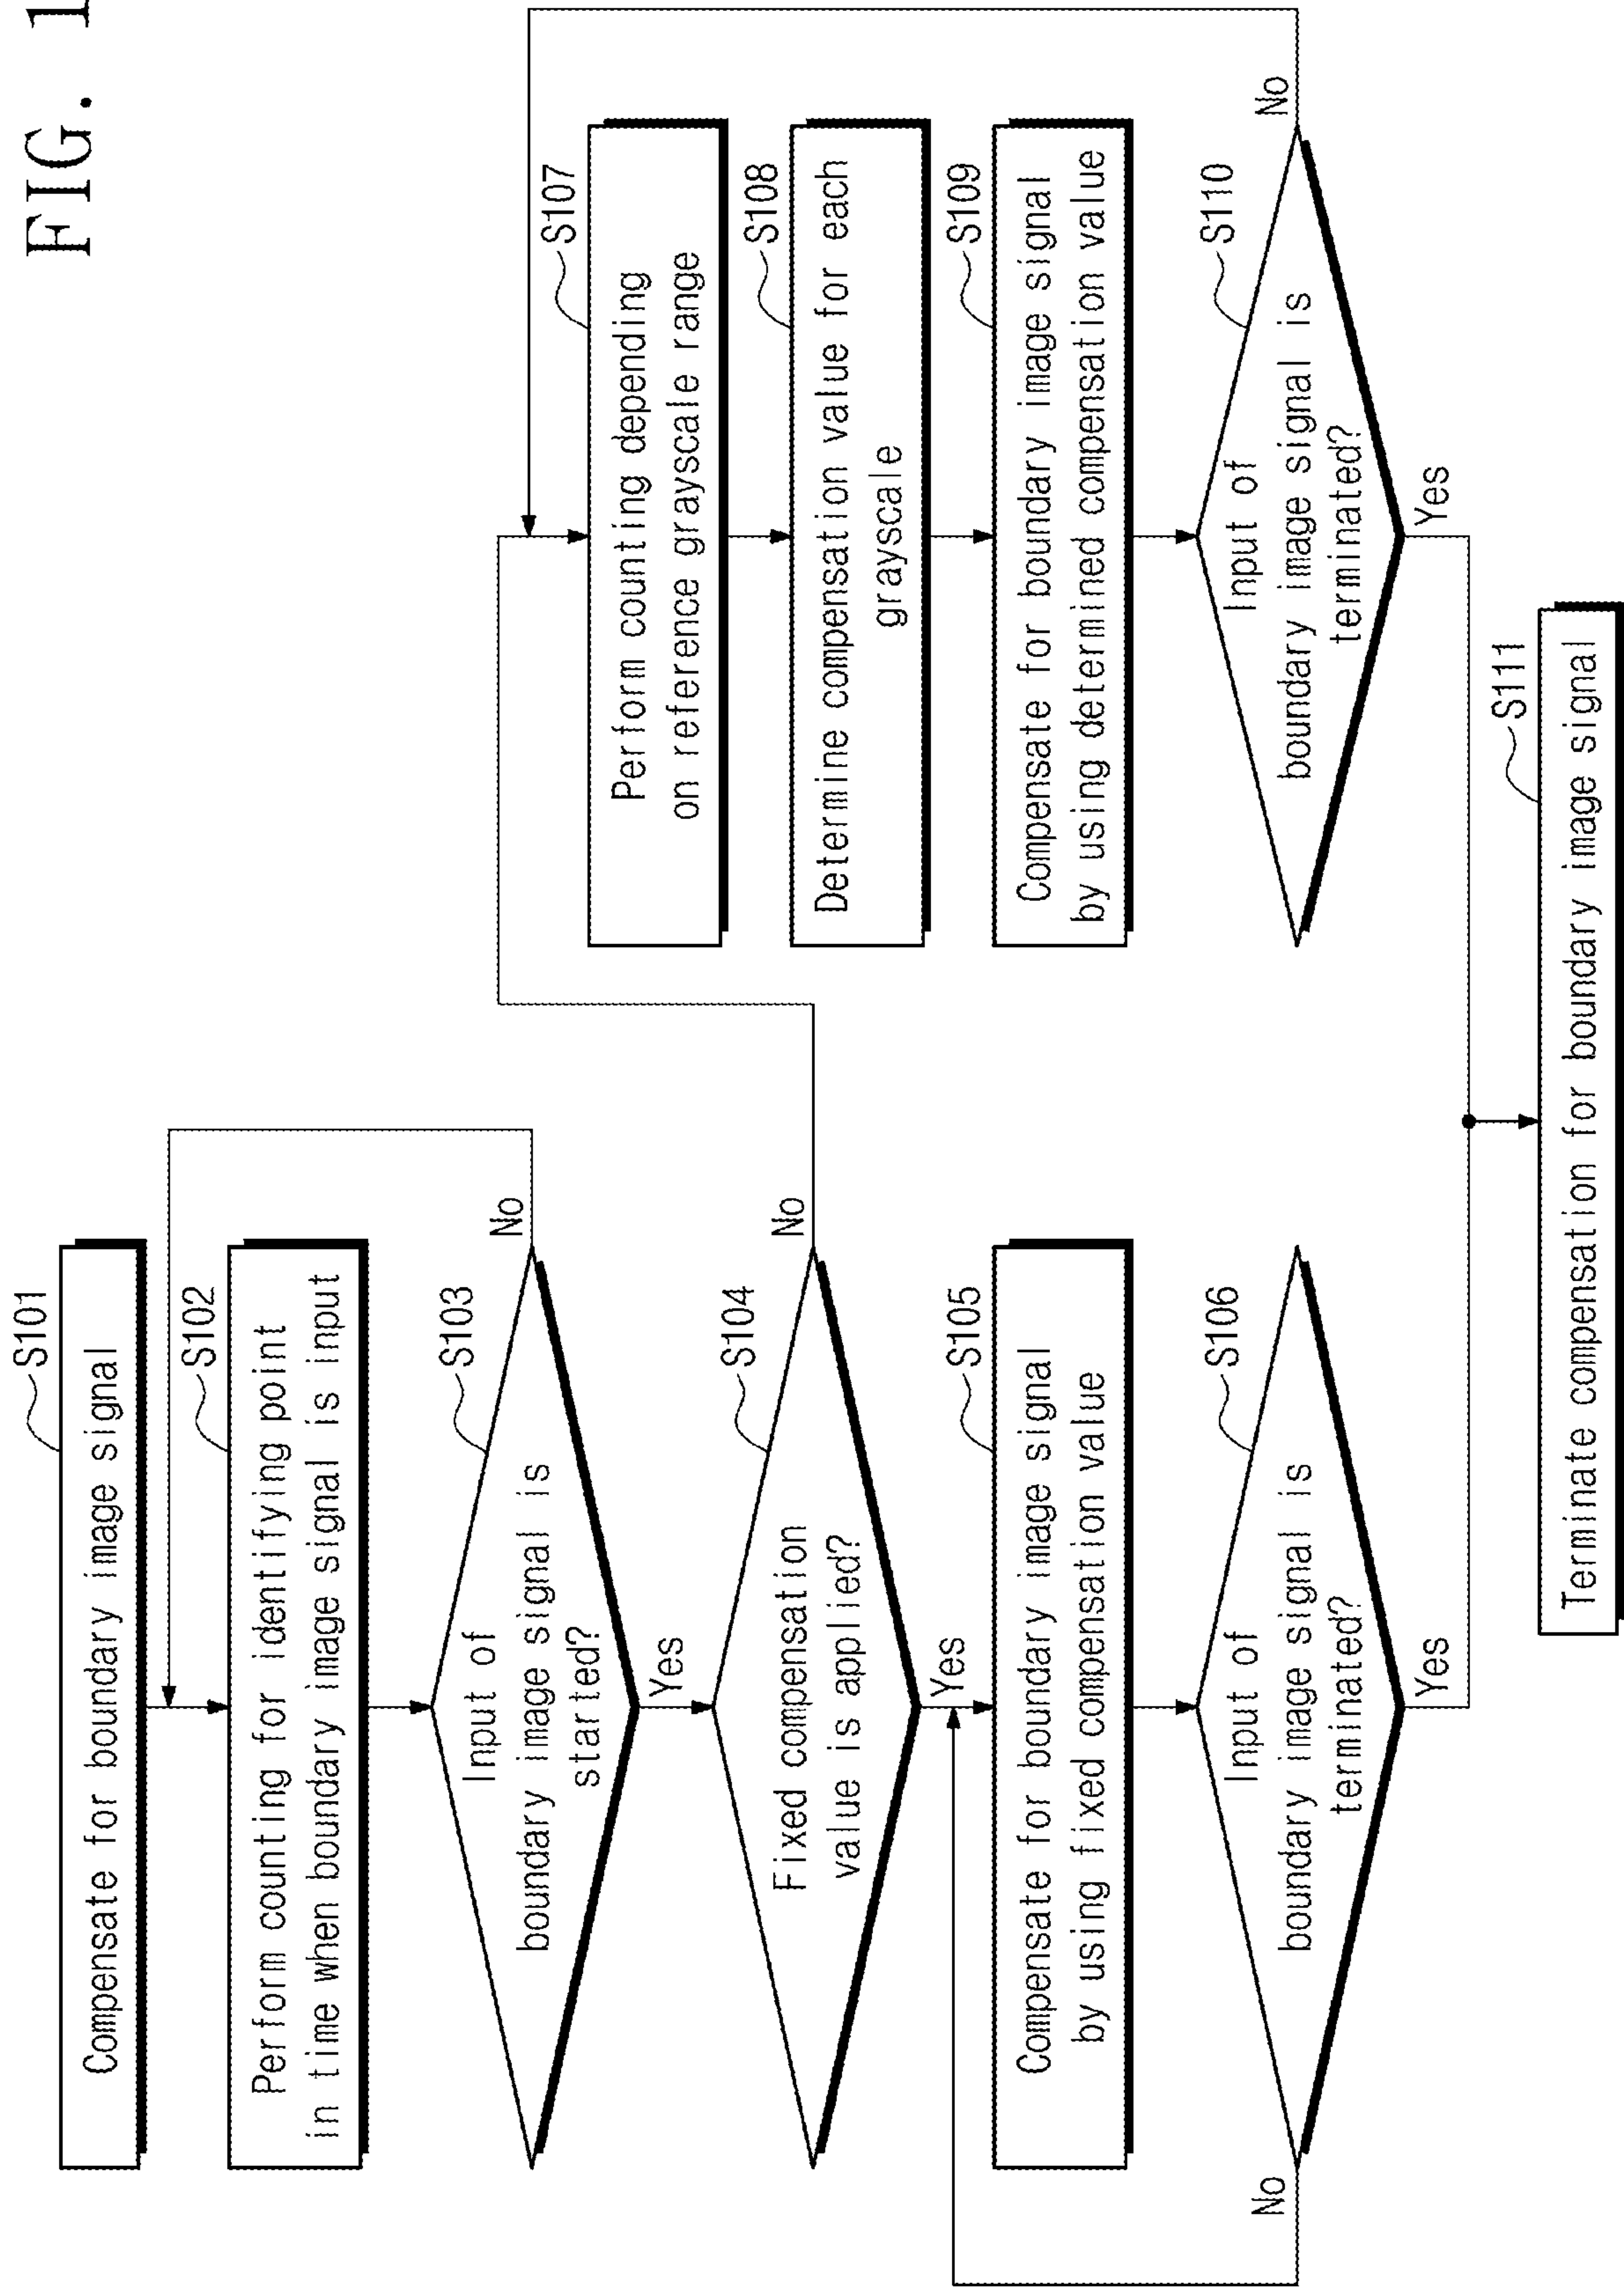 FIG. 1
S101
Compensate for boundary image signal
S102
Perform counting for identifying point
in time when boundary image signal is input
S103
Input of
boundary image signal is
started?
No
Yes
S104
Fixed compensation
value is applied?
No
Yes
S105
Compensate for boundary image signal
by using fixed compensation value
S106
Input of
boundary image signal is
terminated?
No
Yes
S107
Perform counting depending
on reference grayscale range
S108
Determine compensation value for each
grayscale
S109
Compensate for boundary image signal
by using determined compensation value
S110
Input of
boundary image signal is
terminated?
No
Yes
S111
Terminate compensation for boundary image signal